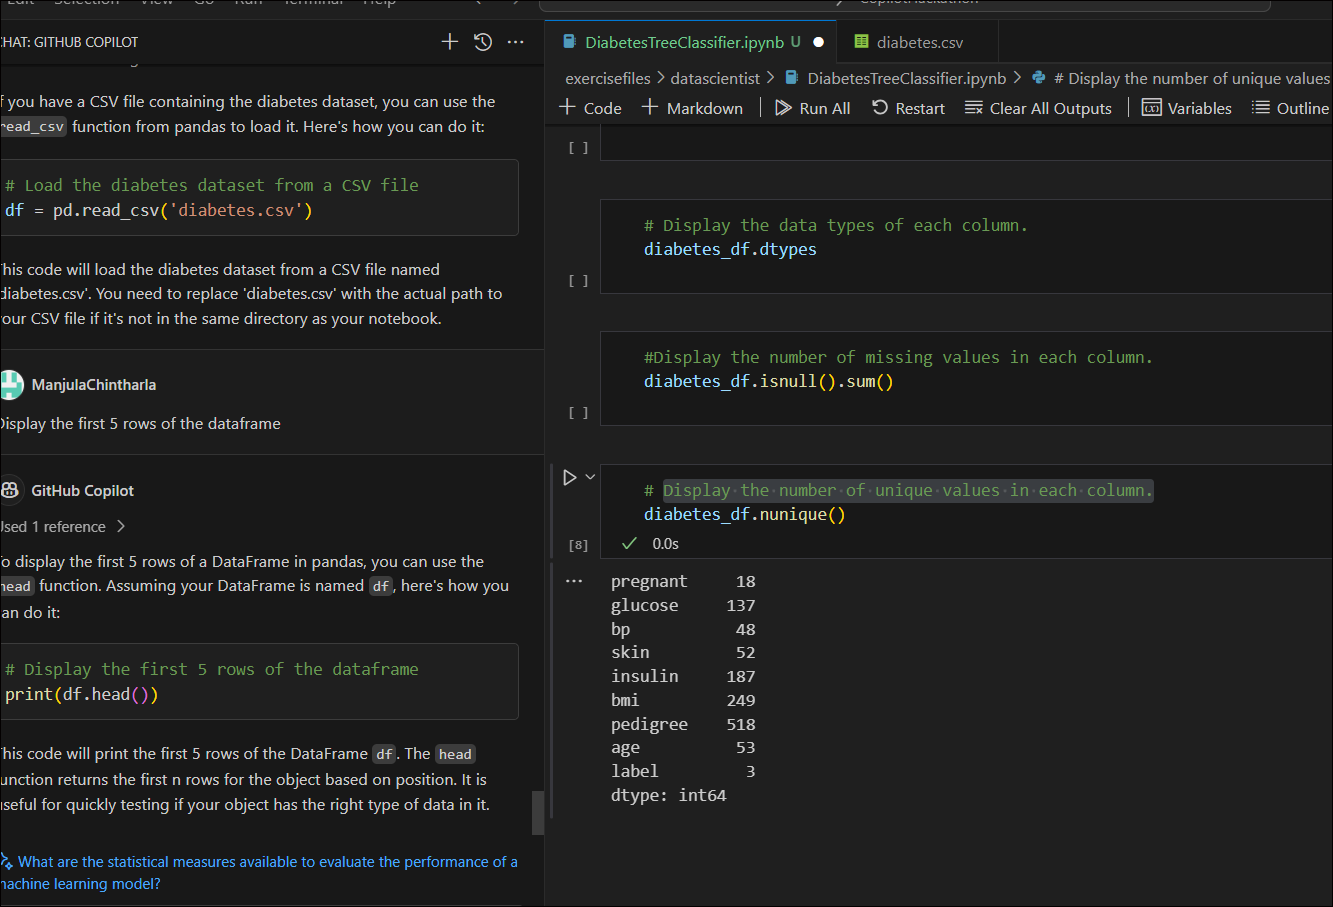 CHAT: GITHUB COPILOT
f you have a CSV file containing the diabetes dataset, you can use the
read_csv function from pandas to load it. Here's how you can do it:
# Load the diabetes dataset from a CSV file
df = pd.read_csv('diabetes.csv')
his code will load the diabetes dataset from a CSV file named
diabetes.csv'. You need to replace 'diabetes.csv' with the actual path to
our CSV file if it's not in the same directory as your notebook.
ManjulaChintharla
Display the first 5 rows of the dataframe
GitHub Copilot
Used 1 reference
o display the first 5 rows of a DataFrame in pandas, you can use the
head function. Assuming your DataFrame is named df, here's how you
an do it:
# Display the first 5 rows of the dataframe
print(df.head())
his code will print the first 5 rows of the DataFrame df. The head
unction returns the first n rows for the object based on position. It is
useful for quickly testing if your object has the right type of data in it.
What are the statistical measures available to evaluate the performance of a
machine learning model?
DiabetesTreeClassifier.ipynb U
diabetes.csv
exercisefiles > datascientist > DiabetesTreeClassifier.ipynb > # Display the number of unique values
+ Code + Markdown | Run All Restart Clear All Outputs | Variables Outline
[ ]
# Display the data types of each column.
diabetes_df.dtypes
[ ]
#Display the number of missing values in each column.
diabetes_df.isnull().sum()
[ ]
# Display the number of unique values in each column.
diabetes_df.nunique()
[8] 0.0s
... pregnant 18
glucose 137
bp 48
skin 52
insulin 187
bmi 249
pedigree 518
age 53
label 3
dtype: int64